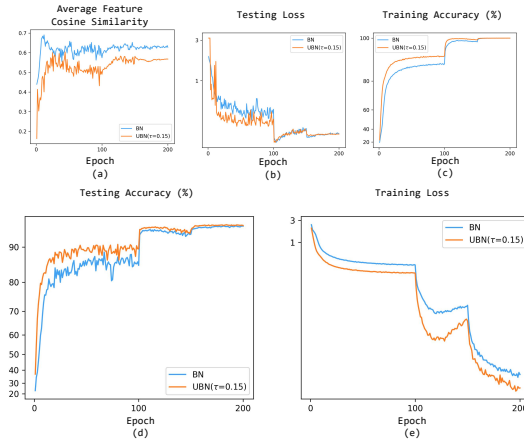 Average Feature
Cosine Similarity
0.7
0.6
0.5
0.4
0.3
0.2
BN
UBN(τ=0.15)
0
100
200
Epoch
(a)
Testing Loss
3
1
BN
UBN(τ=0.15)
0
100
200
Epoch
(b)
Training Accuracy (%)
100
90
80
70
60
50
40
30
BN
UBN(τ=0.15)
0
100
200
Epoch
(c)
Testing Accuracy (%)
90
80
70
60
50
40
30
20
BN
UBN(τ=0.15)
0
100
200
Epoch
(d)
Training Loss
3
1
BN
UBN(τ=0.15)
0
100
200
Epoch
(e)